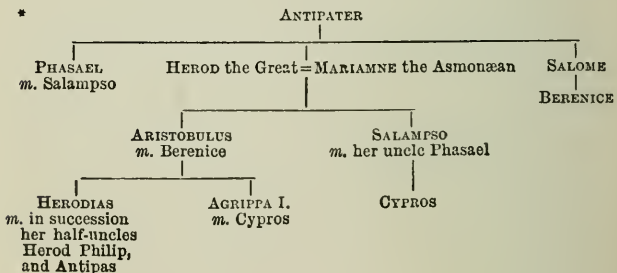 *
ANTIPATER
PHASAEL
m. Salampso
HEROD the Great=MARIAMNE the Asmonæan
SALOME
BERENICE
ARISTOBULUS
m. Berenice
SALAMPSO
m. her uncle Phasael
HERODIAS
m. in succession
her half-uncles
Herod Philip,
and Antipas
AGRIPPA I.
m. Cypros
CYPROS